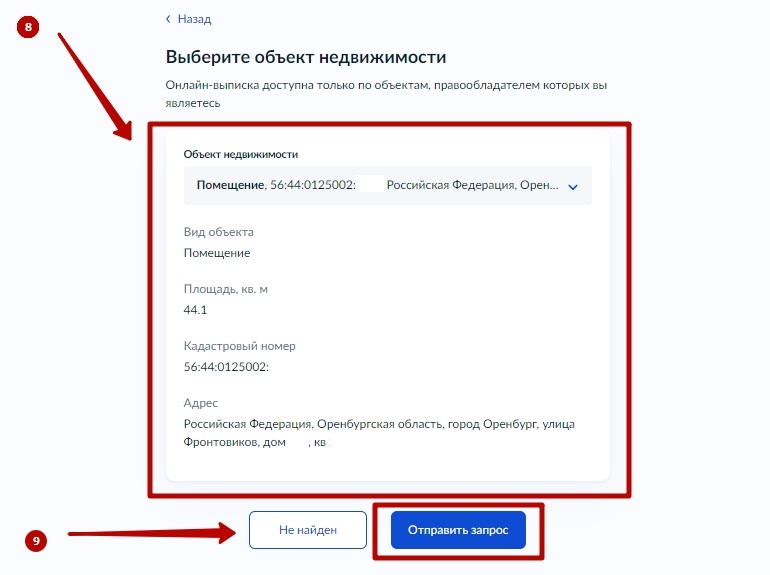 8
Назад
Выберите объект недвижимости
Онлайн-выписка доступна только по объектам, правообладателем которых вы
являетесь
Объект недвижимости
Помещение, 56:44:0125002: Российская Федерация, Орен...
Вид объекта
Помещение
Площадь, кв. м
44.1
Кадастровый номер
56:44:0125002:
Адрес
Российская Федерация, Оренбургская область, город Оренбург, улица
Фронтовиков, дом , кв
9
Не найден
Отправить запрос